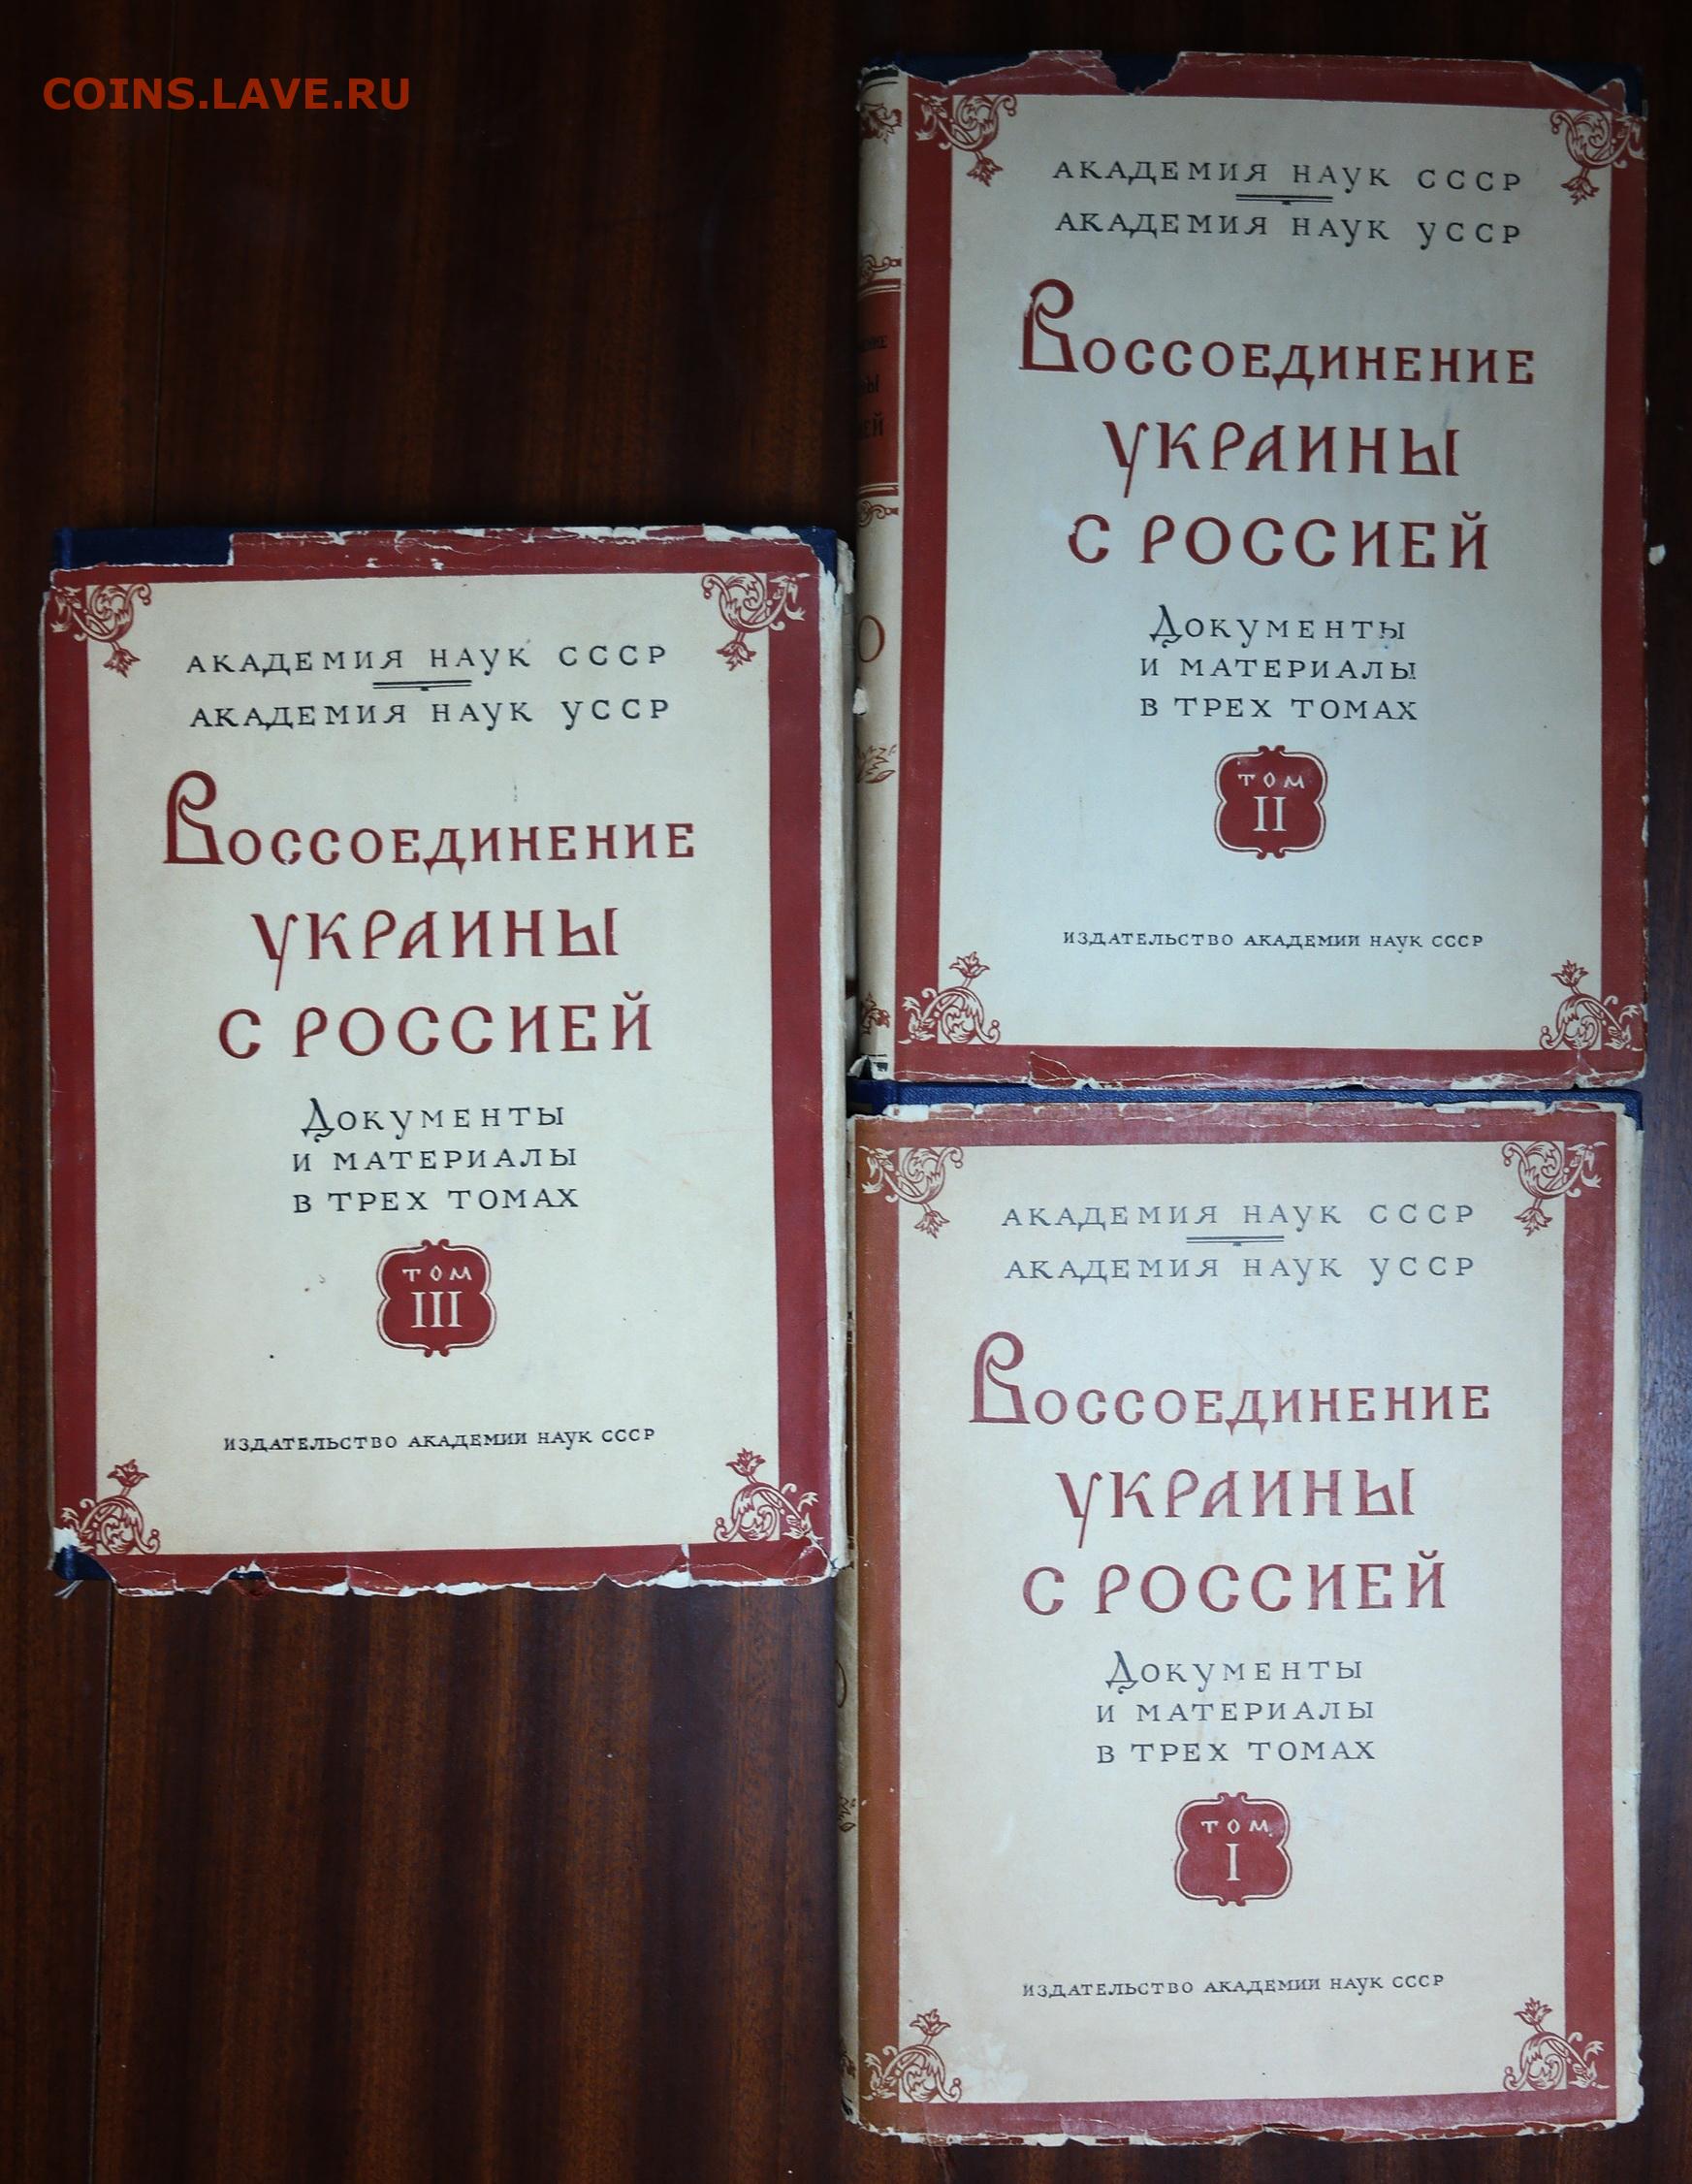 COINS.LAVE.RU
АКАДЕМИЯ НАУК СССР
АКАДЕМИЯ НАУК УССР
Воссоединение
Украины
с Россией
Документы
и материалы
в трех томах
ТОМ
II
ИЗДАТЕЛЬСТВО АКАДЕМИИ НАУК СССР
АКАДЕМИЯ НАУК СССР
АКАДЕМИЯ НАУК УССР
Воссоединение
Украины
с Россией
Документы
и материалы
в трех томах
ТОМ
III
ИЗДАТЕЛЬСТВО АКАДЕМИИ НАУК СССР
АКАДЕМИЯ НАУК СССР
АКАДЕМИЯ НАУК УССР
Воссоединение
Украины
с Россией
Документы
и материалы
в трех томах
ТОМ
I
ИЗДАТЕЛЬСТВО АКАДЕМИИ НАУК СССР